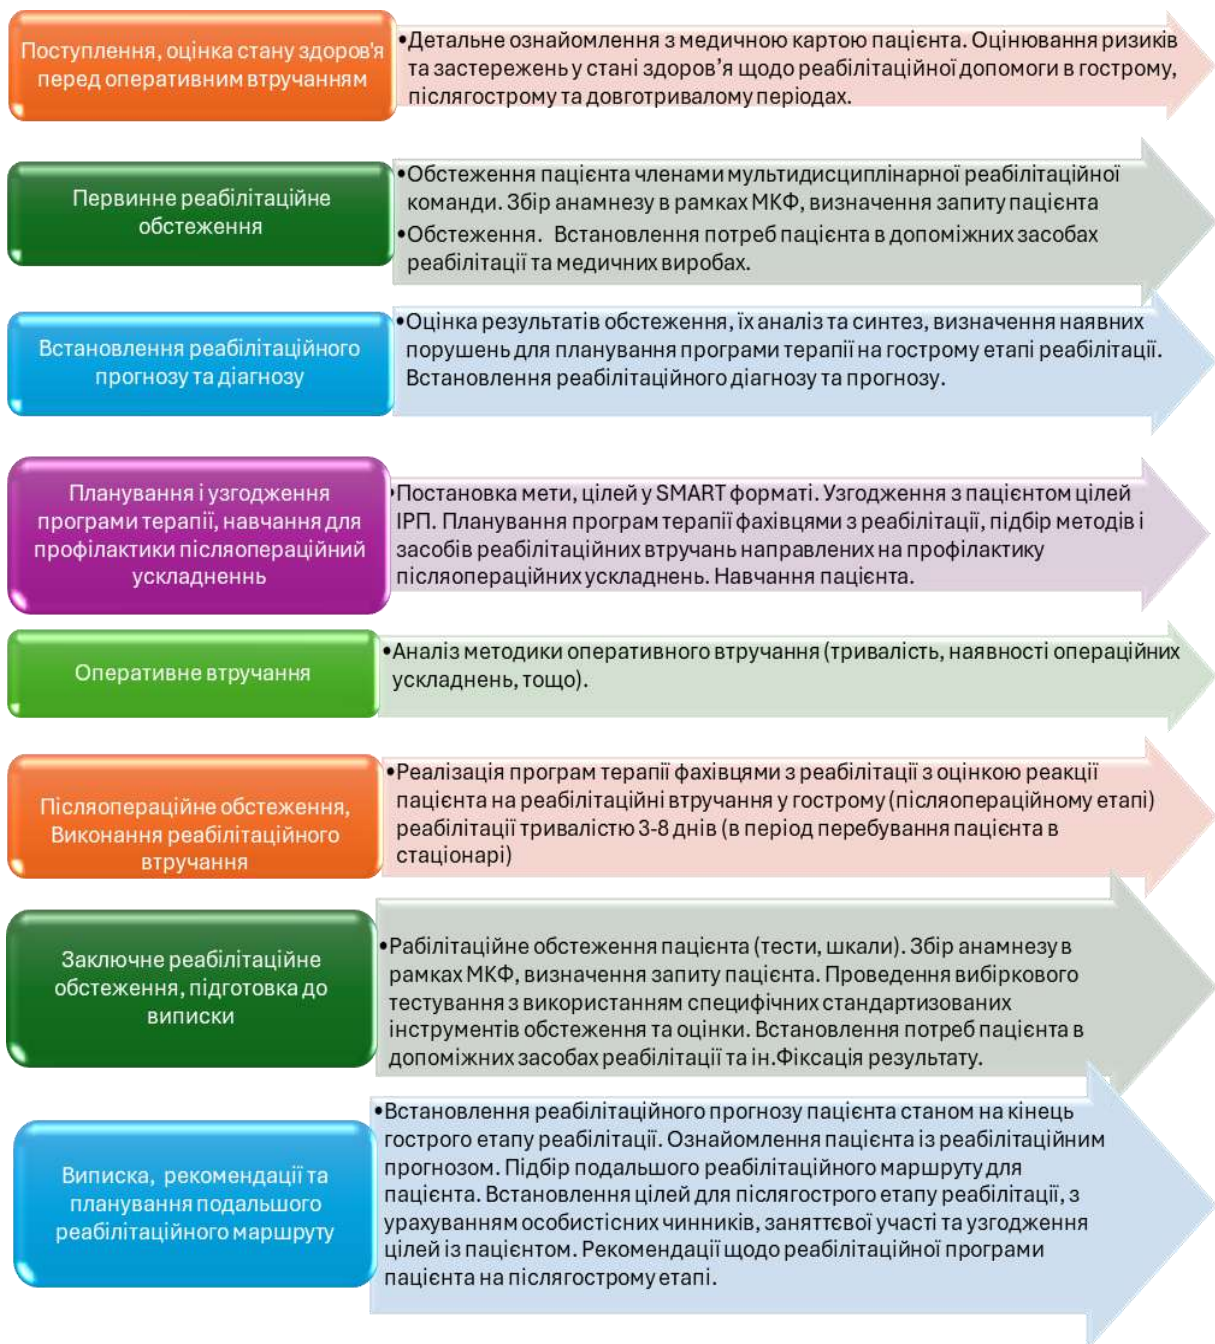 Поступлення, оцінка стану здоров'я
перед оперативним втручанням
•Детальне ознайомлення з медичною картою пацієнта. Оцінювання ризиків
та застережень у стані здоров’я щодо реабілітаційної допомоги в гострому,
післягострому та довготривалому періодах.
Первинне реабілітаційне
обстеження
•Обстеження пацієнта членами мультидисциплінарної реабілітаційної
команди. Збір анамнезу в рамках МКФ, визначення запиту пацієнта
•Обстеження. Встановлення потреб пацієнта в допоміжних засобах
реабілітації та медичних виробах.
Встановлення реабілітаційного
прогнозу та діагнозу
•Оцінка результатів обстеження, їх аналіз та синтез, визначення наявних
порушень для планування програми терапії на гострому етапі реабілітації.
Встановлення реабілітаційного діагнозу та прогнозу.
Планування і узгодження
програми терапії, навчання для
профілактики післяопераційний
ускладненнь
•Постановка мети, цілей у SMART форматі. Узгодження з пацієнтом цілей
ІРП. Планування програм терапії фахівцями з реабілітації, підбір методів і
засобів реабілітаційних втручань направлених на профілактику
післяопераційних ускладнень. Навчання пацієнта.
Оперативне втручання
•Аналіз методики оперативного втручання (тривалість, наявності операційних
ускладнень, тощо).
Післяопераційне обстеження,
Виконання реабілітаційного
втручання
•Реалізація програм терапії фахівцями з реабілітації з оцінкою реакції
пацієнта на реабілітаційні втручання у гострому (післяопераційному етапі)
реабілітації тривалістю 3-8 днів (в період перебування пацієнта в
стаціонарі)
Заключне реабілітаційне
обстеження, підготовка до
виписки
•Рабілітаційне обстеження пацієнта (тести, шкали). Збір анамнезу в
рамках МКФ, визначення запиту пацієнта. Проведення вибіркового
тестування з використанням специфічних стандартизованих
інструментів обстеження та оцінки. Встановлення потреб пацієнта в
допоміжних засобах реабілітації та ін.Фіксація результату.
Виписка, рекомендації та
планування подальшого
реабілітаційного маршруту
•Встановлення реабілітаційного прогнозу пацієнта станом на кінець
гострого етапу реабілітації. Ознайомлення пацієнта із реабілітаційним
прогнозом. Підбір подальшого реабілітаційного маршруту для
пацієнта. Встановлення цілей для післягострого етапу реабілітації, з
урахуванням особистісних чинників, заняттєвої участі та узгодження
цілей із пацієнтом. Рекомендації щодо реабілітаційної програми
пацієнта на післягострому етапі.